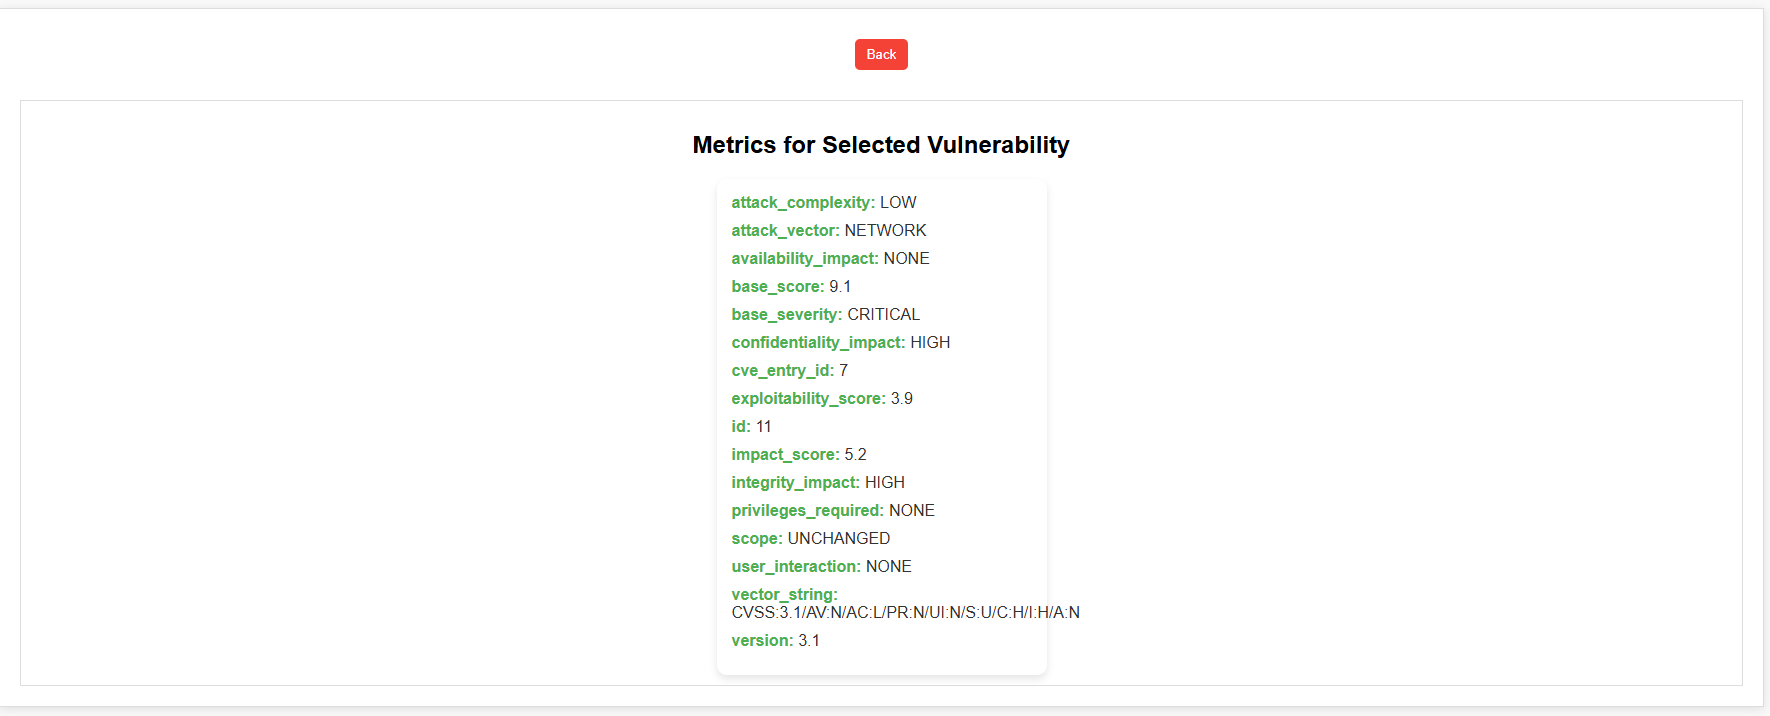 Back
Metrics for Selected Vulnerability
attack_complexity: LOW
attack_vector: NETWORK
availability_impact: NONE
base_score: 9.1
base_severity: CRITICAL
confidentiality_impact: HIGH
cve_entry_id: 7
exploitability_score: 3.9
id: 11
impact_score: 5.2
integrity_impact: HIGH
privileges_required: NONE
scope: UNCHANGED
user_interaction: NONE
vector_string:
CVSS:3.1/AV:N/AC:L/PR:N/UI:N/S:U/C:H/I:H/A:N
version: 3.1